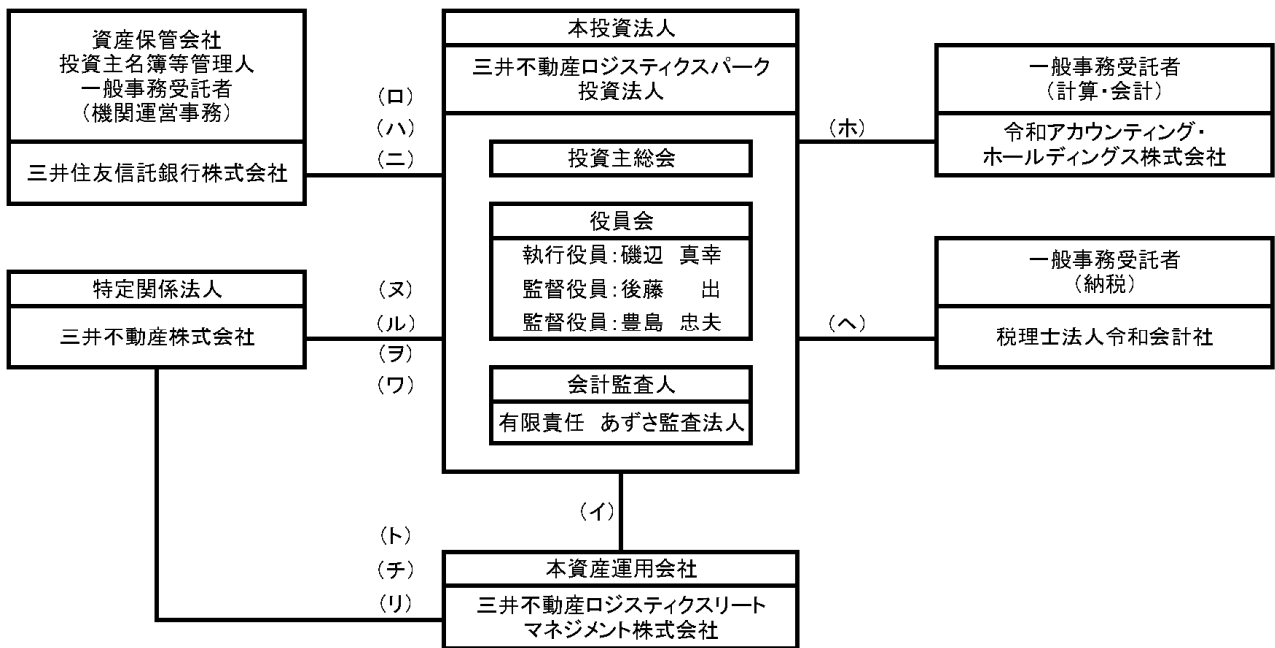 資産保管会社
投資主名簿等管理人
一般事務受託者
(機関運営事務)
三井住友信託銀行株式会社
(ロ)
(ハ)
(ニ)
本投資法人
三井不動産ロジスティクスパーク
投資法人
投資主総会
役員会
執行役員:磯辺 真幸
監督役員:後藤 出
監督役員:豊島 忠夫
会計監査人
有限責任 あずさ監査法人
(ホ)
一般事務受託者
(計算・会計)
令和アカウンティング・
ホールディングス株式会社
特定関係法人
三井不動産株式会社
(ヌ)
(ル)
(ヲ)
(ワ)
(ヘ)
一般事務受託者
(納税)
税理士法人令和会計社
(イ)
(ト)
(チ)
(リ)
本資産運用会社
三井不動産ロジスティクスリート
マネジメント株式会社